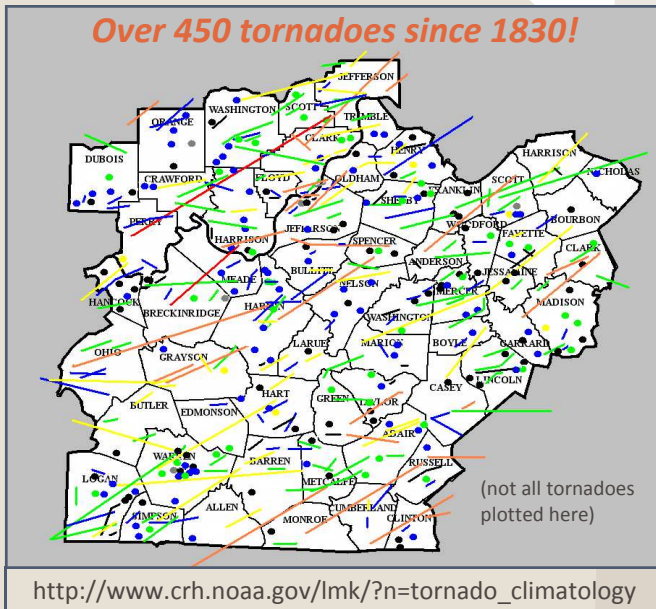 Over 450 tornadoes since 1830!
JEFFERSON
WASHINGTON
SCOTT
ORANGE
TRIMBLE
CLARK
HENRY
DUBOIS
HARRISON
CRAWFORD
FLOYD
OLDHAM
SCOTT
NICHOLAS
SHELBY
FRANKLIN
PERRY
BOURBON
WOODFORD
FAYETTE
HARRISON
JEFFERSON
SPENCER
CLARK
ANDERSON
MEADE
BULLITT
JESSAMINE
HANCOCK
NELSON
MERCER
HARDIN
MADISON
BRECKINRIDGE
WASHINGTON
OHIO
LARUE
MARION
BOYLE
GARRARD
GRAYSON
LINCOLN
HART
CASEY
GREEN
TAYLOR
BUTLER
EDMONSON
ADAIR
WARREN
BARREN
RUSSELL
LOGAN
METCALFE
(not all tornadoes
plotted here)
ALLEN
CUMBERLAND
SIMPSON
MONROE
CLINTON
http://www.crh.noaa.gov/lmk/?n=tornado_climatology